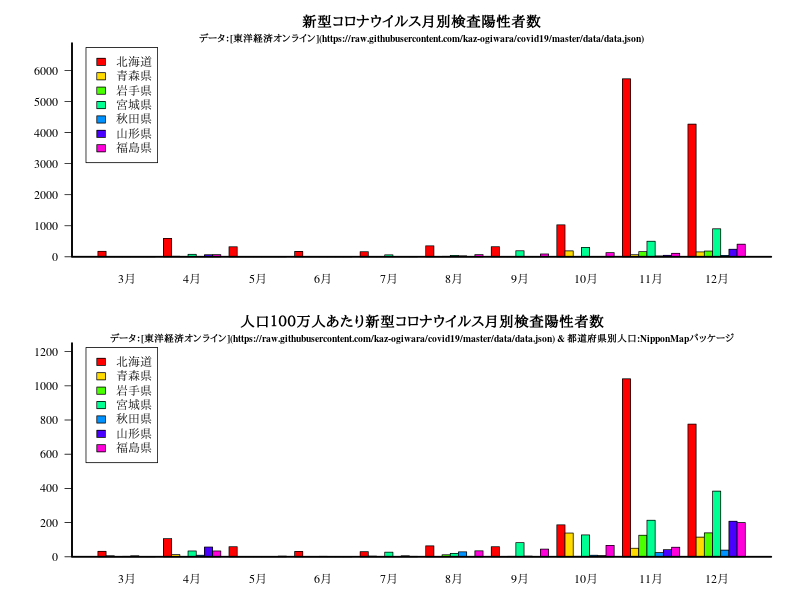 新型コロナウイルス月別検査陽性者数
データ:[東洋経済オンライン](https://raw.githubusercontent.com/kaz-ogiwara/covid19/master/data/data.json)
6000
5000
4000
3000
2000
1000
0
北海道
青森県
岩手県
宮城県
秋田県
山形県
福島県
3月 4月 5月 6月 7月 8月 9月 10月 11月 12月
人口100万人あたり新型コロナウイルス月別検査陽性者数
データ:[東洋経済オンライン](https://raw.githubusercontent.com/kaz-ogiwara/covid19/master/data/data.json) & 都道府県別人口:NipponMapパッケージ
1200
1000
800
600
400
200
0
北海道
青森県
岩手県
宮城県
秋田県
山形県
福島県
3月 4月 5月 6月 7月 8月 9月 10月 11月 12月